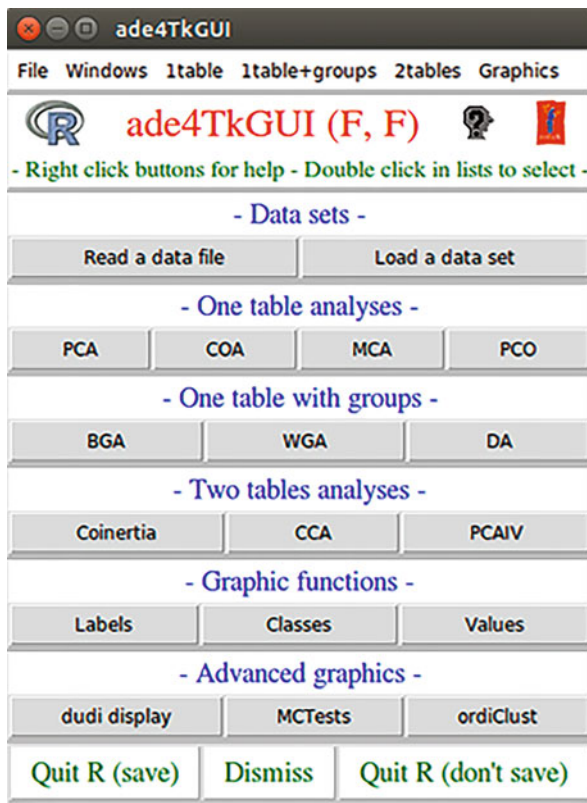 ade4TkGUI
File Windows 1table 1table+groups 2tables Graphics
R ade4TkGUI (F, F)
- Right click buttons for help - Double click in lists to select -
- Data sets -
Read a data file Load a data set
- One table analyses -
PCA COA MCA PCO
- One table with groups -
BGA WGA DA
- Two tables analyses -
Coinertia CCA PCAIV
- Graphic functions -
Labels Classes Values
- Advanced graphics -
dudi display MCTests ordiClust
Quit R (save) Dismiss Quit R (don't save)